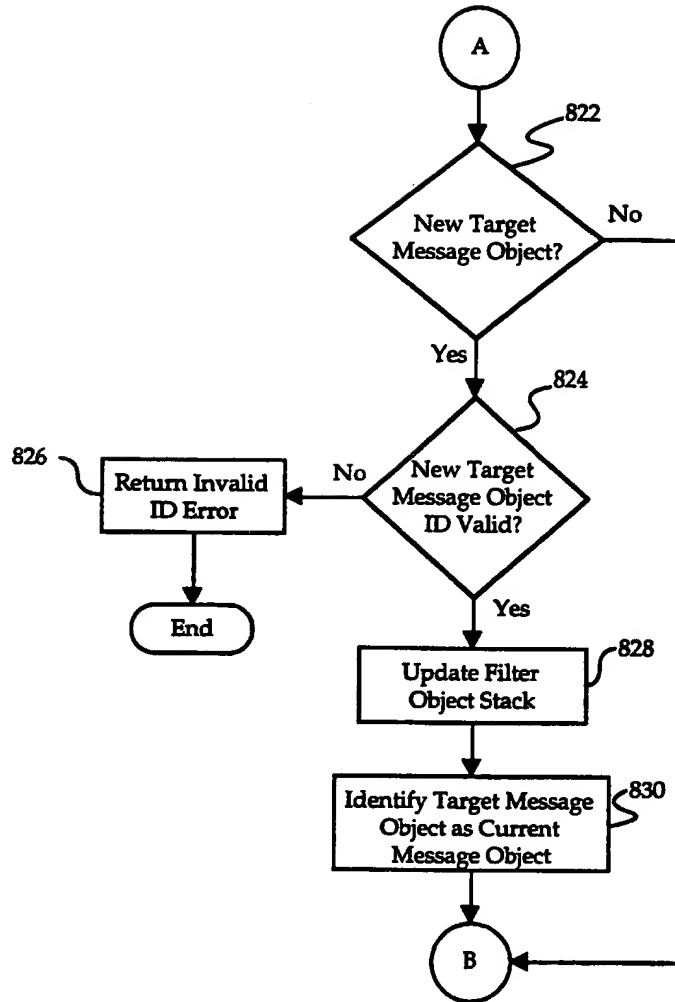 A
822
New Target
Message Object?
No
Yes
824
New Target
Message Object
ID Valid?
No
826
Return Invalid
ID Error
End
Yes
828
Update Filter
Object Stack
830
Identify Target Message
Object as Current
Message Object
B